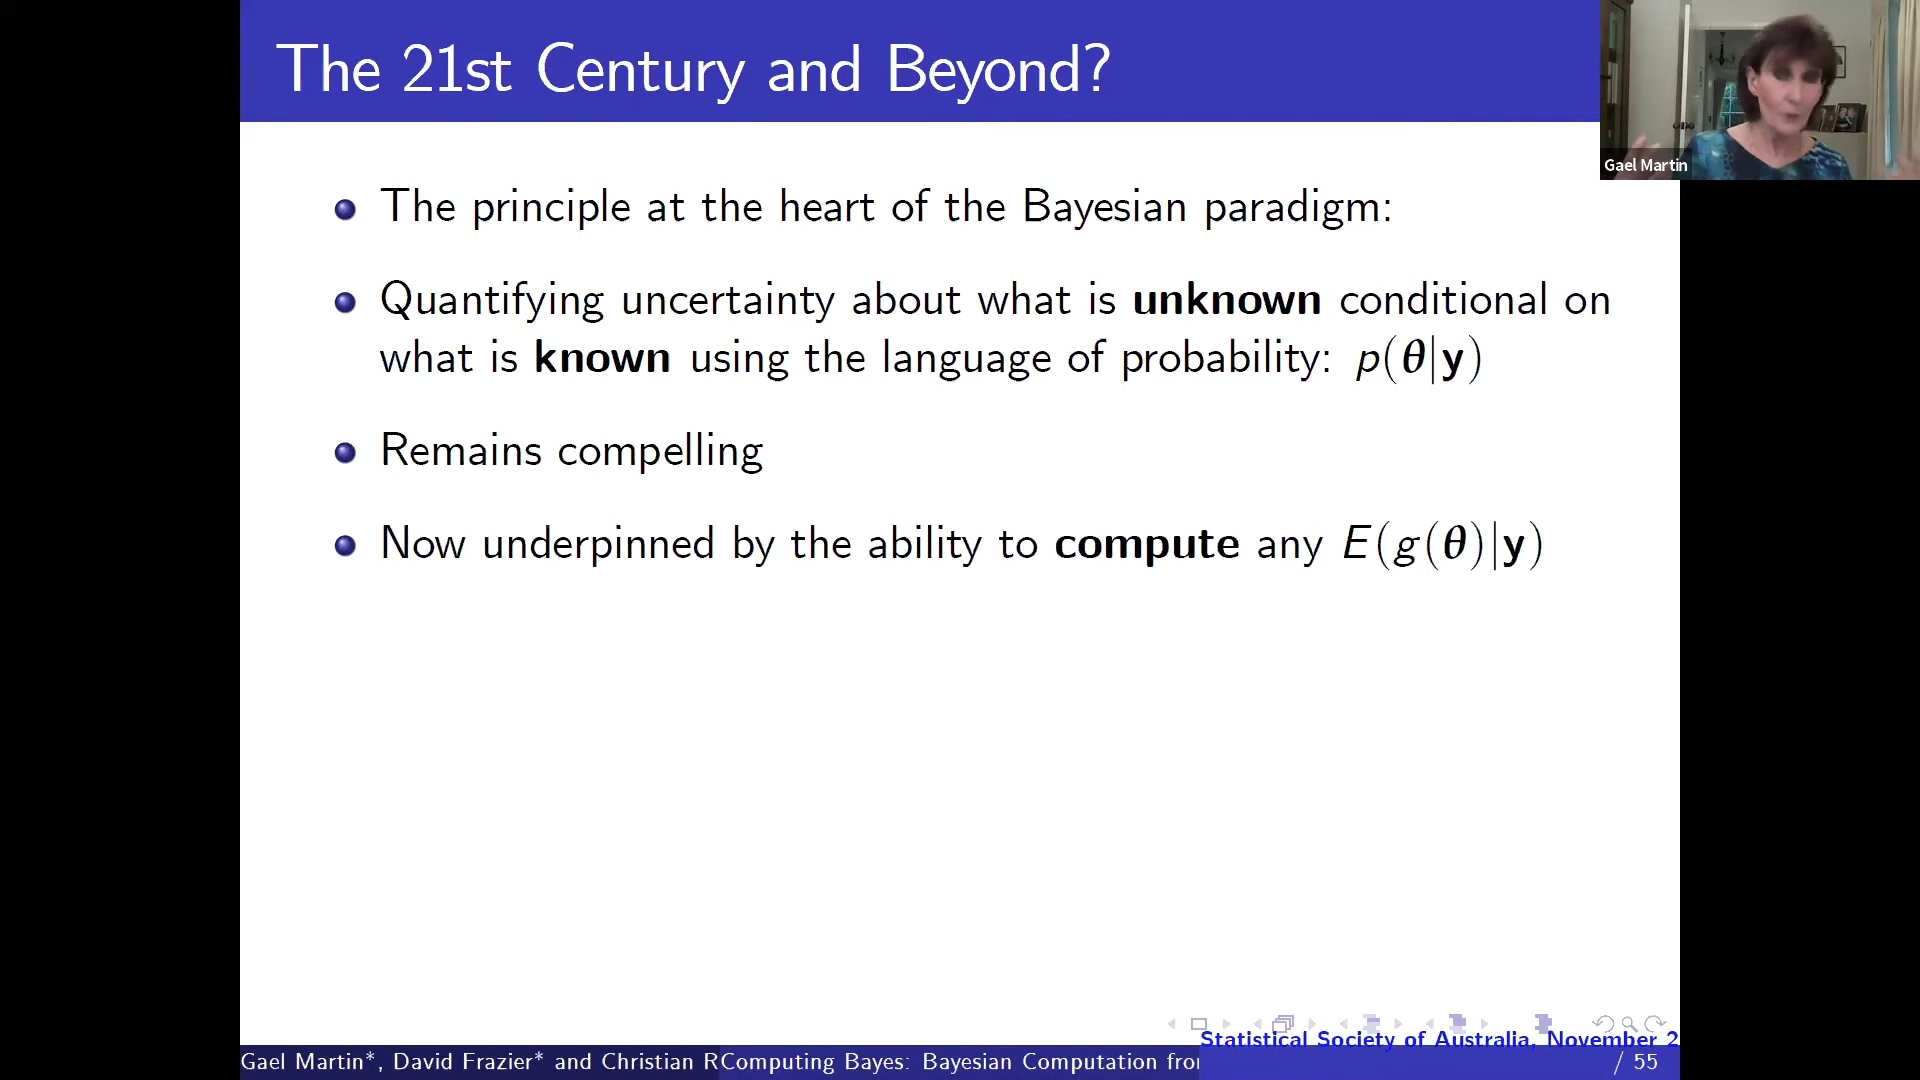 The 21st Century and Beyond?
Gael Martin
The principle at the heart of the Bayesian paradigm:
Quantifying uncertainty about what is unknown conditional on
what is known using the language of probability: p(θ|y)
Remains compelling
Now underpinned by the ability to compute any E(g(θ)|y)
Statistical Society of Australia, November 2
Gael Martin*, David Frazier* and Christian R
Computing Bayes: Bayesian Computation from
/ 55